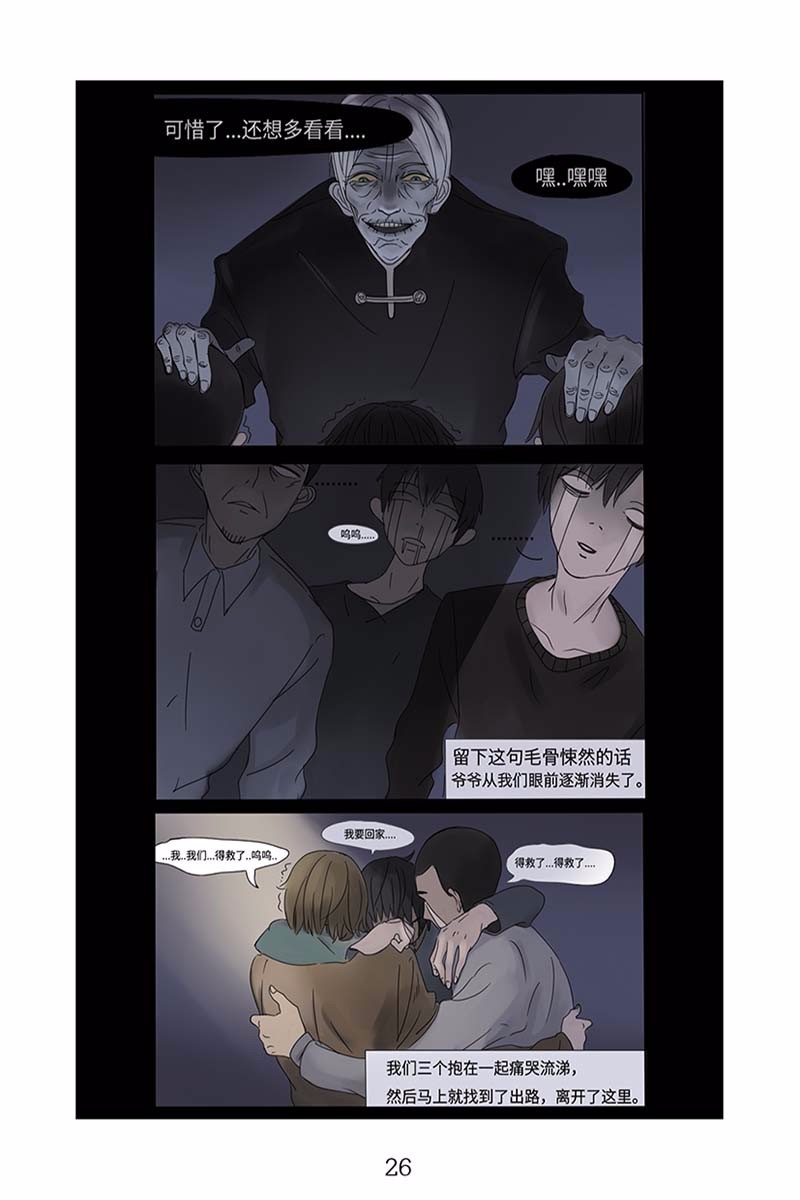 可惜了...还想多看看....
嘿..嘿嘿
........
呜呜.....
........
留下这句毛骨悚然的话
爷爷从我们眼前逐渐消失了。
我要回家....
...我..我们...得救了..呜呜..
得救了...得救了....
我们三个抱在一起痛哭流涕，
然后马上就找到了出路，离开了这里。
26